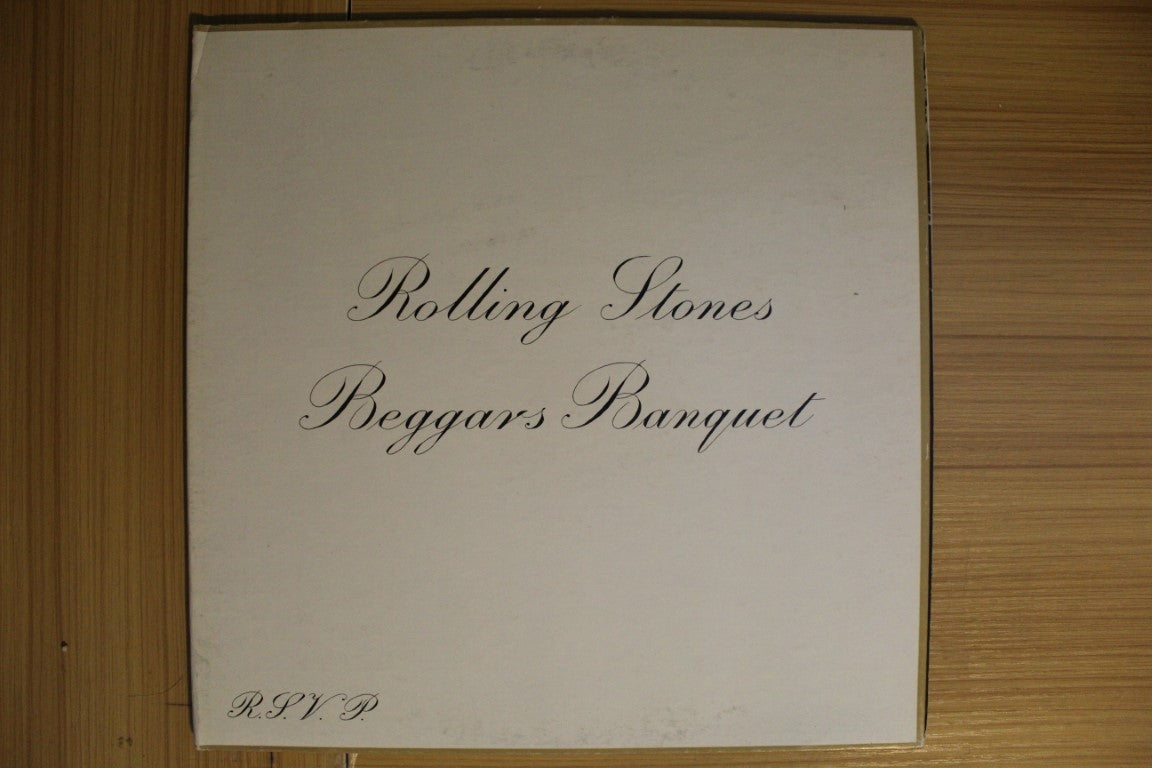 Rolling Stones
Beggars Banquet
R.S.V.P.